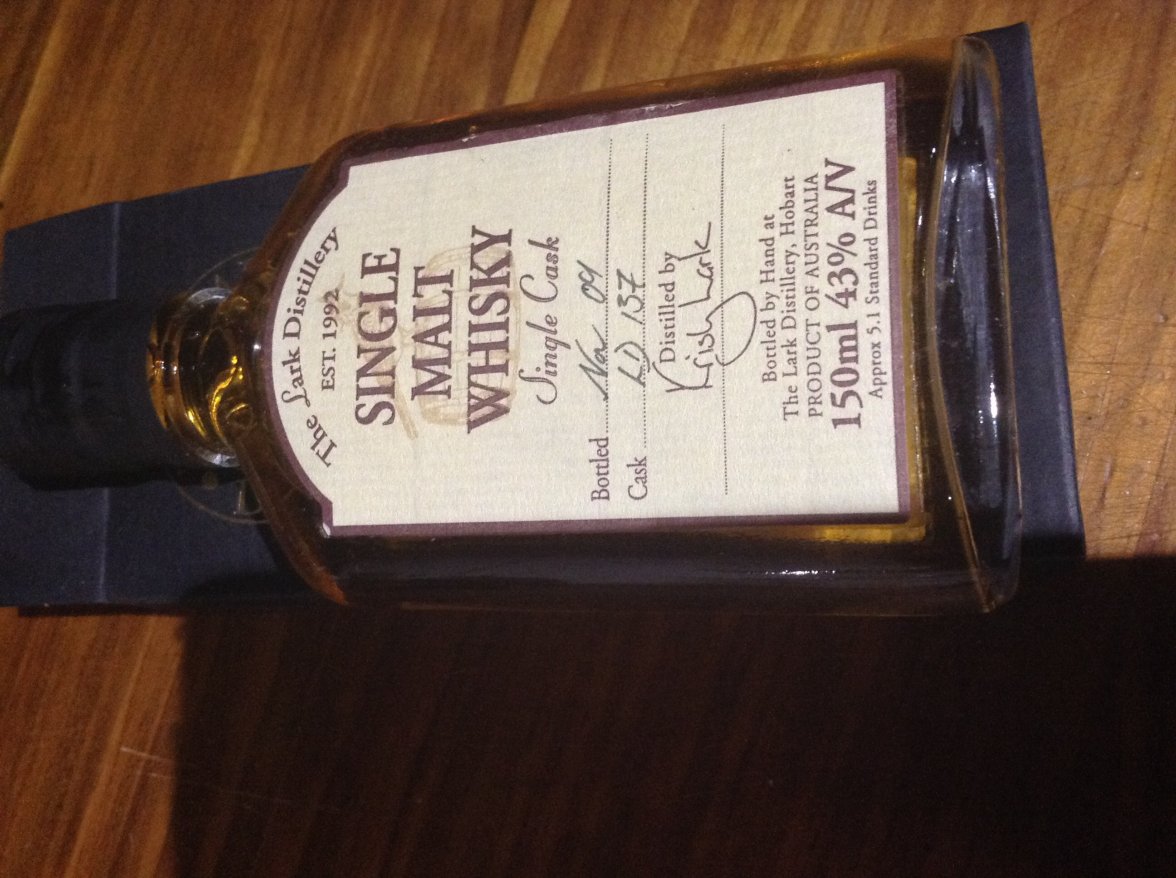 The Lark Distillery
EST. 1992
SINGLE
MALT
WHISKY
Single Cask
Bottled Nov 09
Cask LD 137
Distilled by
Kristy Lark
Bottled by Hand at
The Lark Distillery, Hobart
PRODUCT OF AUSTRALIA
150ml 43% A/V
Approx 5.1 Standard Drinks